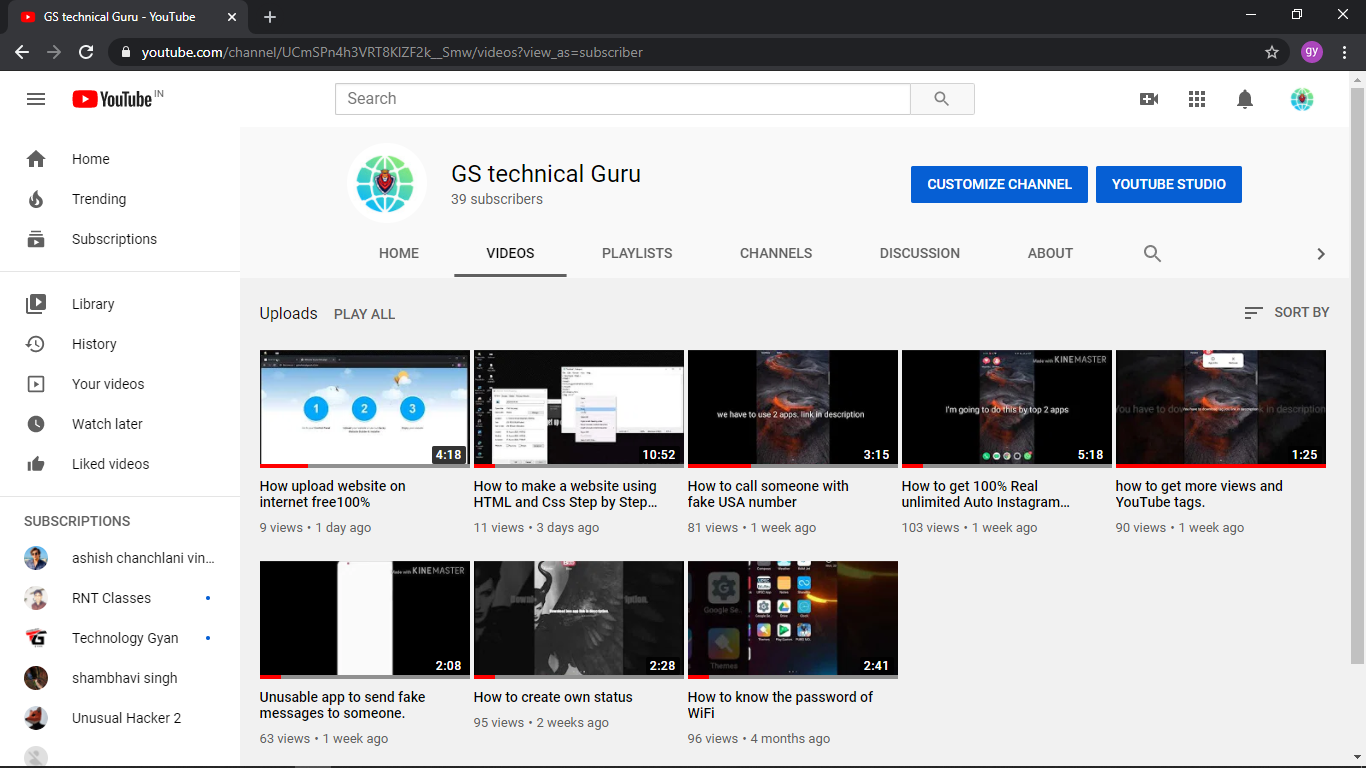 GS technical Guru - YouTube
youtube.com/channel/UCmSPn4h3VRT8KlZF2k__Smw/videos?view_as=subscriber
gy
YouTube IN
Search
Home
Trending
Subscriptions
Library
History
Your videos
Watch later
Liked videos
SUBSCRIPTIONS
ashish chanchlani vin...
RNT Classes
Technology Gyan
shambhavi singh
Unusual Hacker 2
GS technical Guru
39 subscribers
CUSTOMIZE CHANNEL
YOUTUBE STUDIO
HOME VIDEOS PLAYLISTS CHANNELS DISCUSSION ABOUT
Uploads PLAY ALL
SORT BY
1 2 3
4:18
How upload website on
internet free100%
9 views • 1 day ago
10:52
How to make a website using
HTML and Css Step by Step...
11 views • 3 days ago
we have to use 2 apps. link in description
3:15
How to call someone with
fake USA number
81 views • 1 week ago
Made with KINEMASTER
I'm going to do this by top 2 apps
5:18
How to get 100% Real
unlimited Auto Instagram...
103 views • 1 week ago
1:25
how to get more views and
YouTube tags.
90 views • 1 week ago
Made with KINEMASTER
2:08
Unusable app to send fake
messages to someone.
63 views • 1 week ago
2:28
How to create own status
95 views • 2 weeks ago
Google Se..
Themes
2:41
How to know the password of
WiFi
96 views • 4 months ago